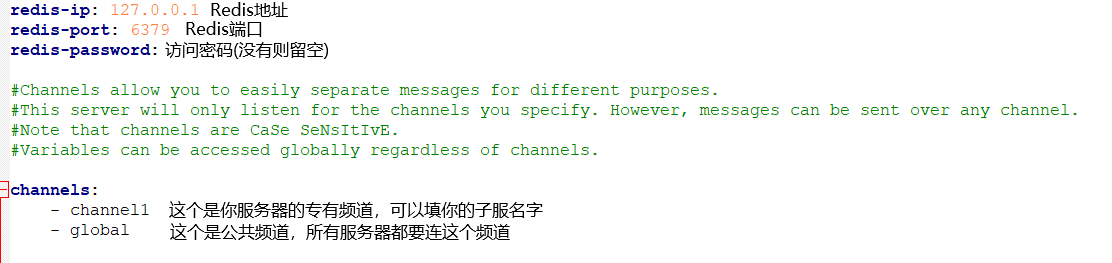 redis-ip: 127.0.0.1 Redis地址
redis-port: 6379 Redis端口
redis-password: 访问密码(没有则留空)
#Channels allow you to easily separate messages for different purposes.
#This server will only listen for the channels you specify. However, messages can be sent over any channel.
#Note that channels are CaSe SeNsItIvE.
#Variables can be accessed globally regardless of channels.
channels:
- channel1 这个是你服务器的专有频道，可以填你的子服名字
- global 这个是公共频道，所有服务器都要连这个频道